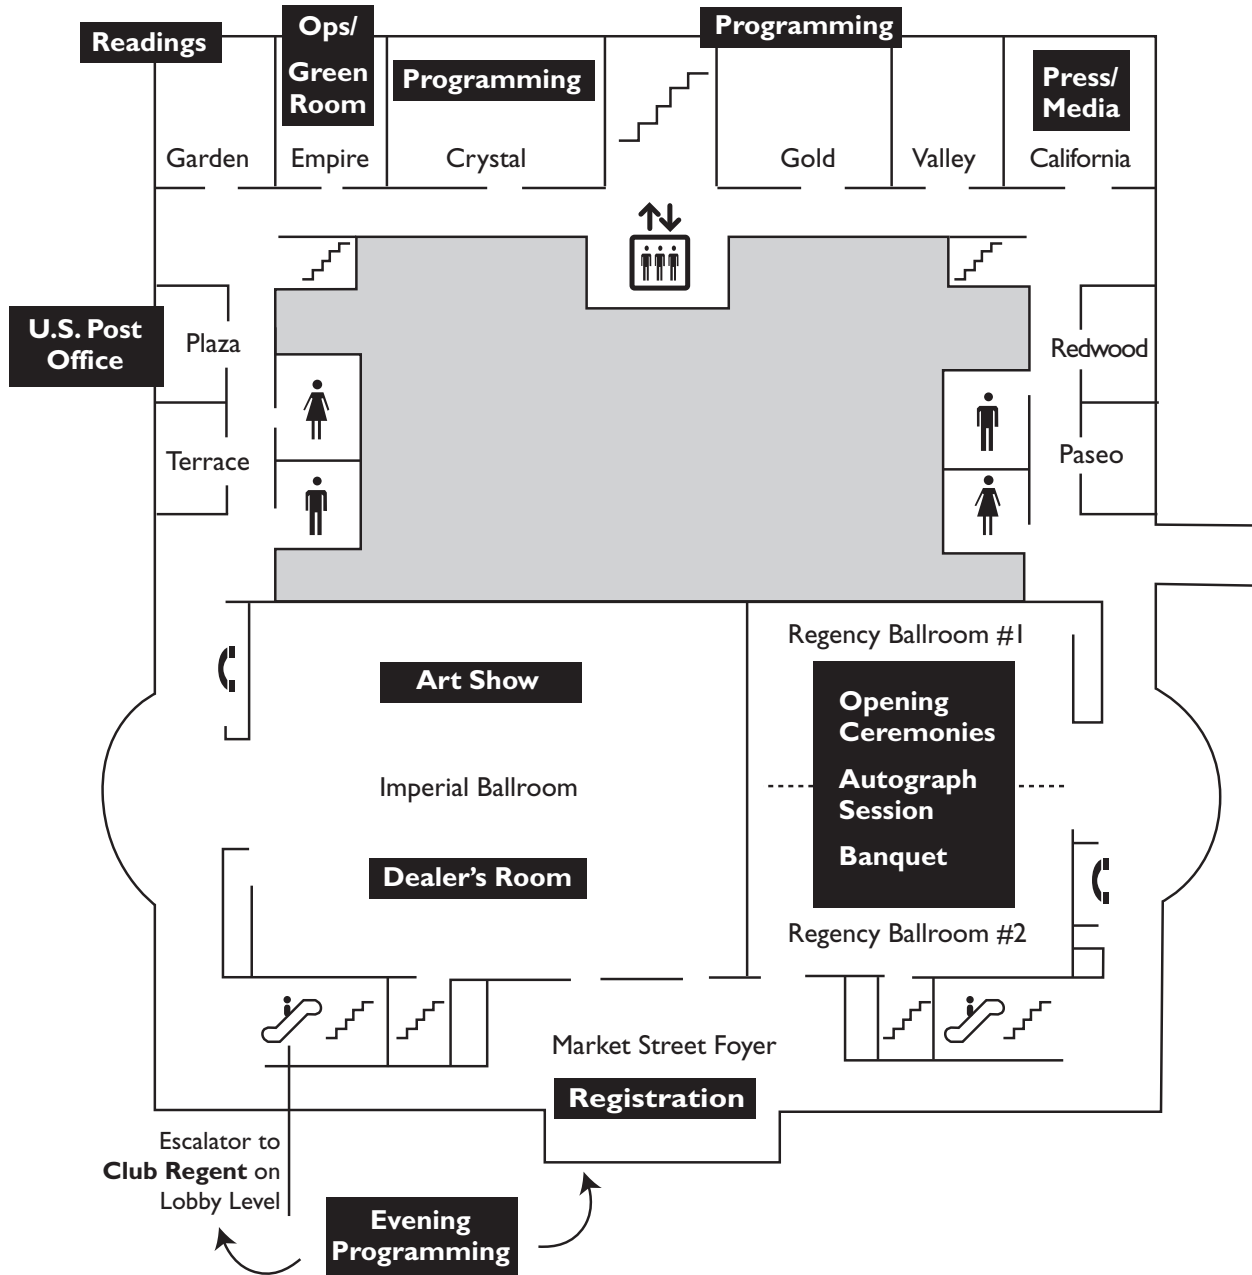 Readings
Ops/
Green
Room
Programming
Programming
Press/
Media
Garden
Empire
Crystal
Gold
Valley
California
U.S. Post
Office
Plaza
Redwood
Terrace
Paseo
Regency Ballroom #1
Art Show
Opening
Ceremonies
Imperial Ballroom
Autograph
Session
Banquet
Dealer’s Room
Regency Ballroom #2
Market Street Foyer
Registration
Escalator to
Club Regent on
Lobby Level
Evening
Programming